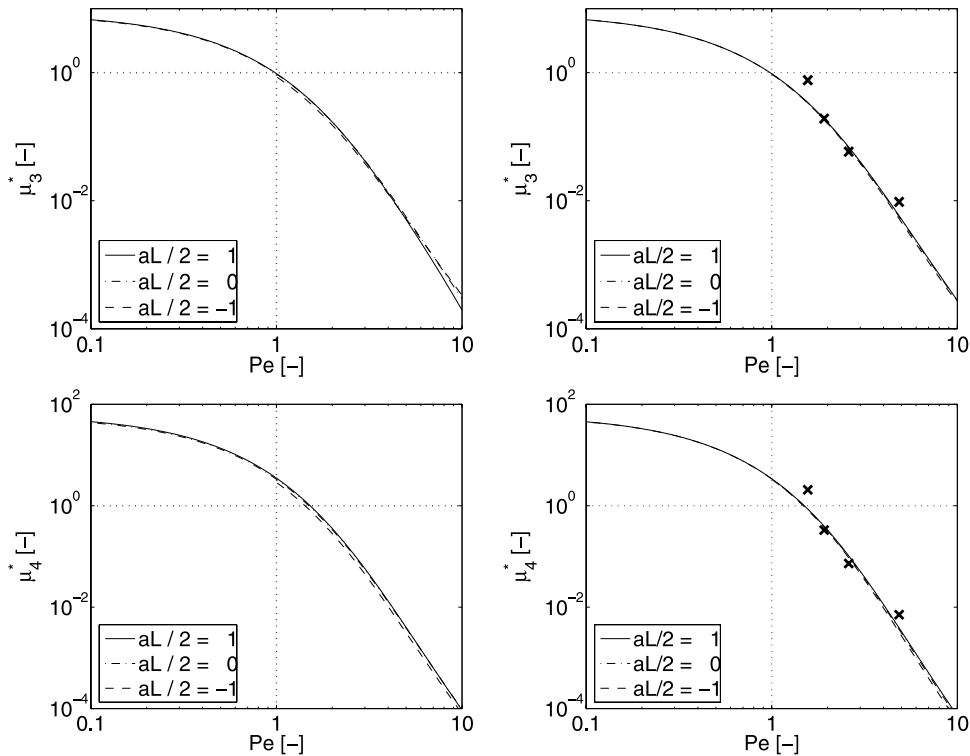 10^0
10^-2
10^-4
μ*3 [–]
aL / 2 = 1
aL / 2 = 0
aL / 2 = –1
0.1 1 10
Pe [–]
10^0
10^-2
10^-4
μ*3 [–]
aL/2 = 1
aL/2 = 0
aL/2 = –1
0.1 1 10
Pe [–]
10^2
10^0
10^-2
10^-4
μ*4 [–]
aL / 2 = 1
aL / 2 = 0
aL / 2 = –1
0.1 1 10
Pe [–]
10^2
10^0
10^-2
10^-4
μ*4 [–]
aL/2 = 1
aL/2 = 0
aL/2 = –1
0.1 1 10
Pe [–]